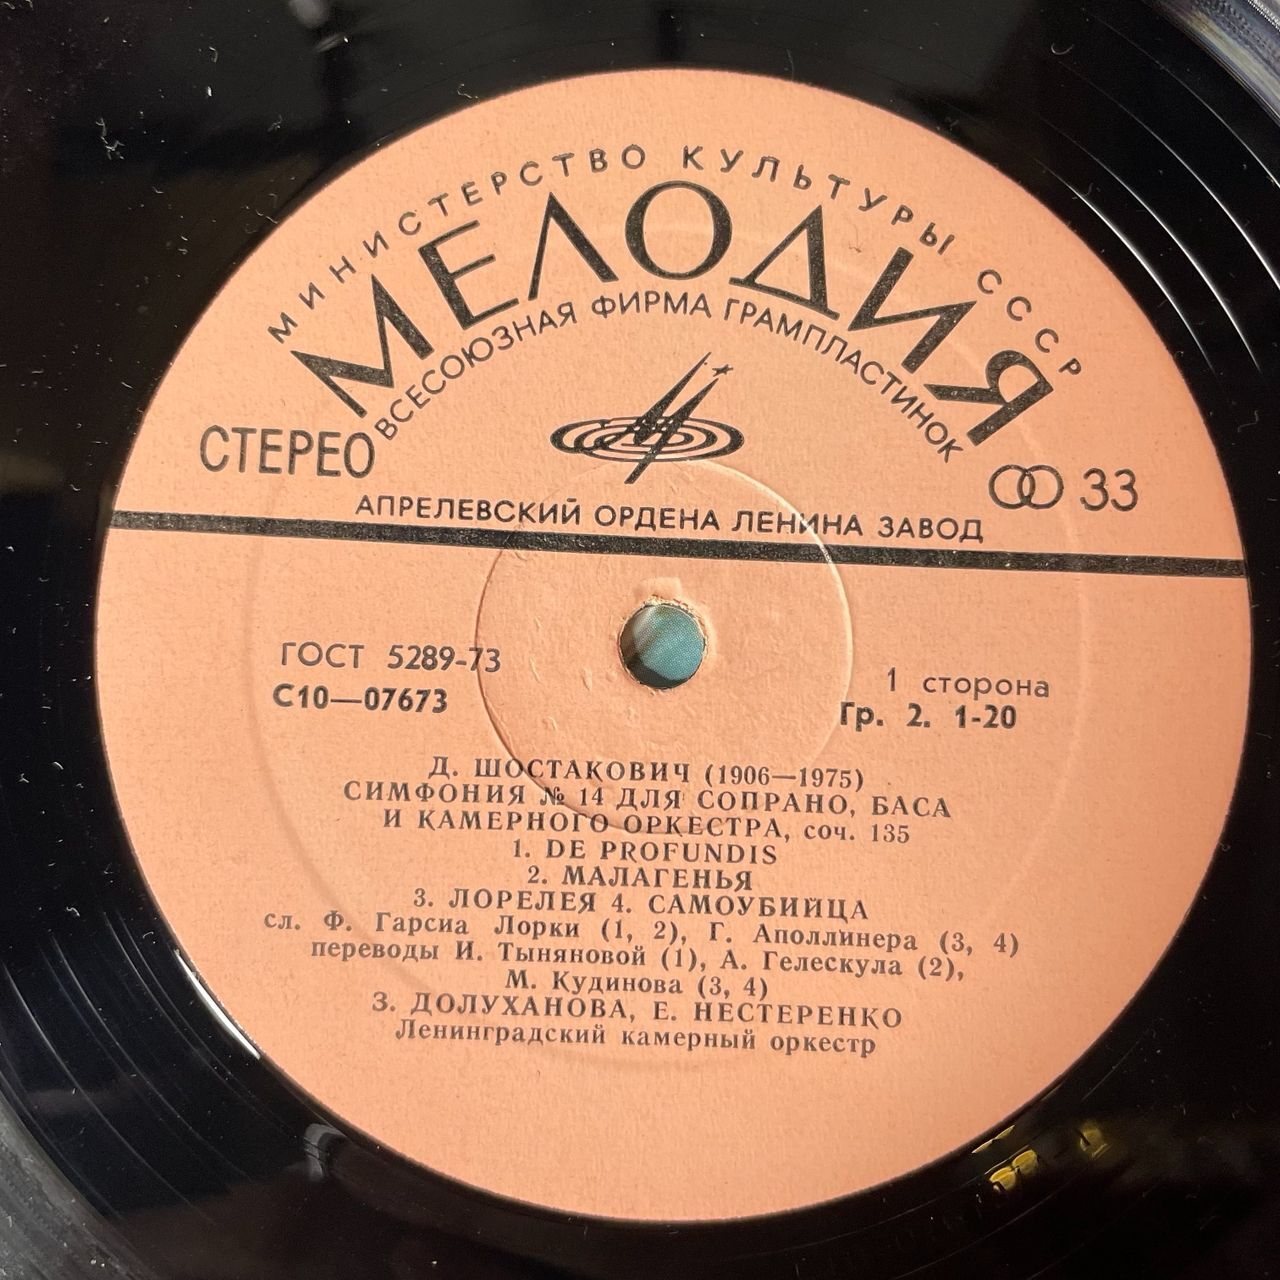 МИНИСТЕРСТВО КУЛЬТУРЫ СССР
МЕЛОДИЯ
ВСЕСОЮЗНАЯ ФИРМА ГРАМПЛАСТИНОК
СТЕРЕО
33
АПРЕЛЕВСКИЙ ОРДЕНА ЛЕНИНА ЗАВОД
ГОСТ 5289-73
С10—07673
1 сторона
Гр. 2. 1-20
Д. ШОСТАКОВИЧ (1906—1975)
СИМФОНИЯ № 14 ДЛЯ СОПРАНО, БАСА
И КАМЕРНОГО ОРКЕСТРА, соч. 135
1. DE PROFUNDIS
2. МАЛАГЕНЬЯ
3. ЛОРЕЛЕЯ 4. САМОУБИЙЦА
сл. Ф. Гарсиа Лорки (1, 2), Г. Аполлинера (3, 4)
переводы И. Тыняновой (1), А. Гелескула (2),
М. Кудинова (3, 4)
З. ДОЛУХАНОВА, Е. НЕСТЕРЕНКО
Ленинградский камерный оркестр